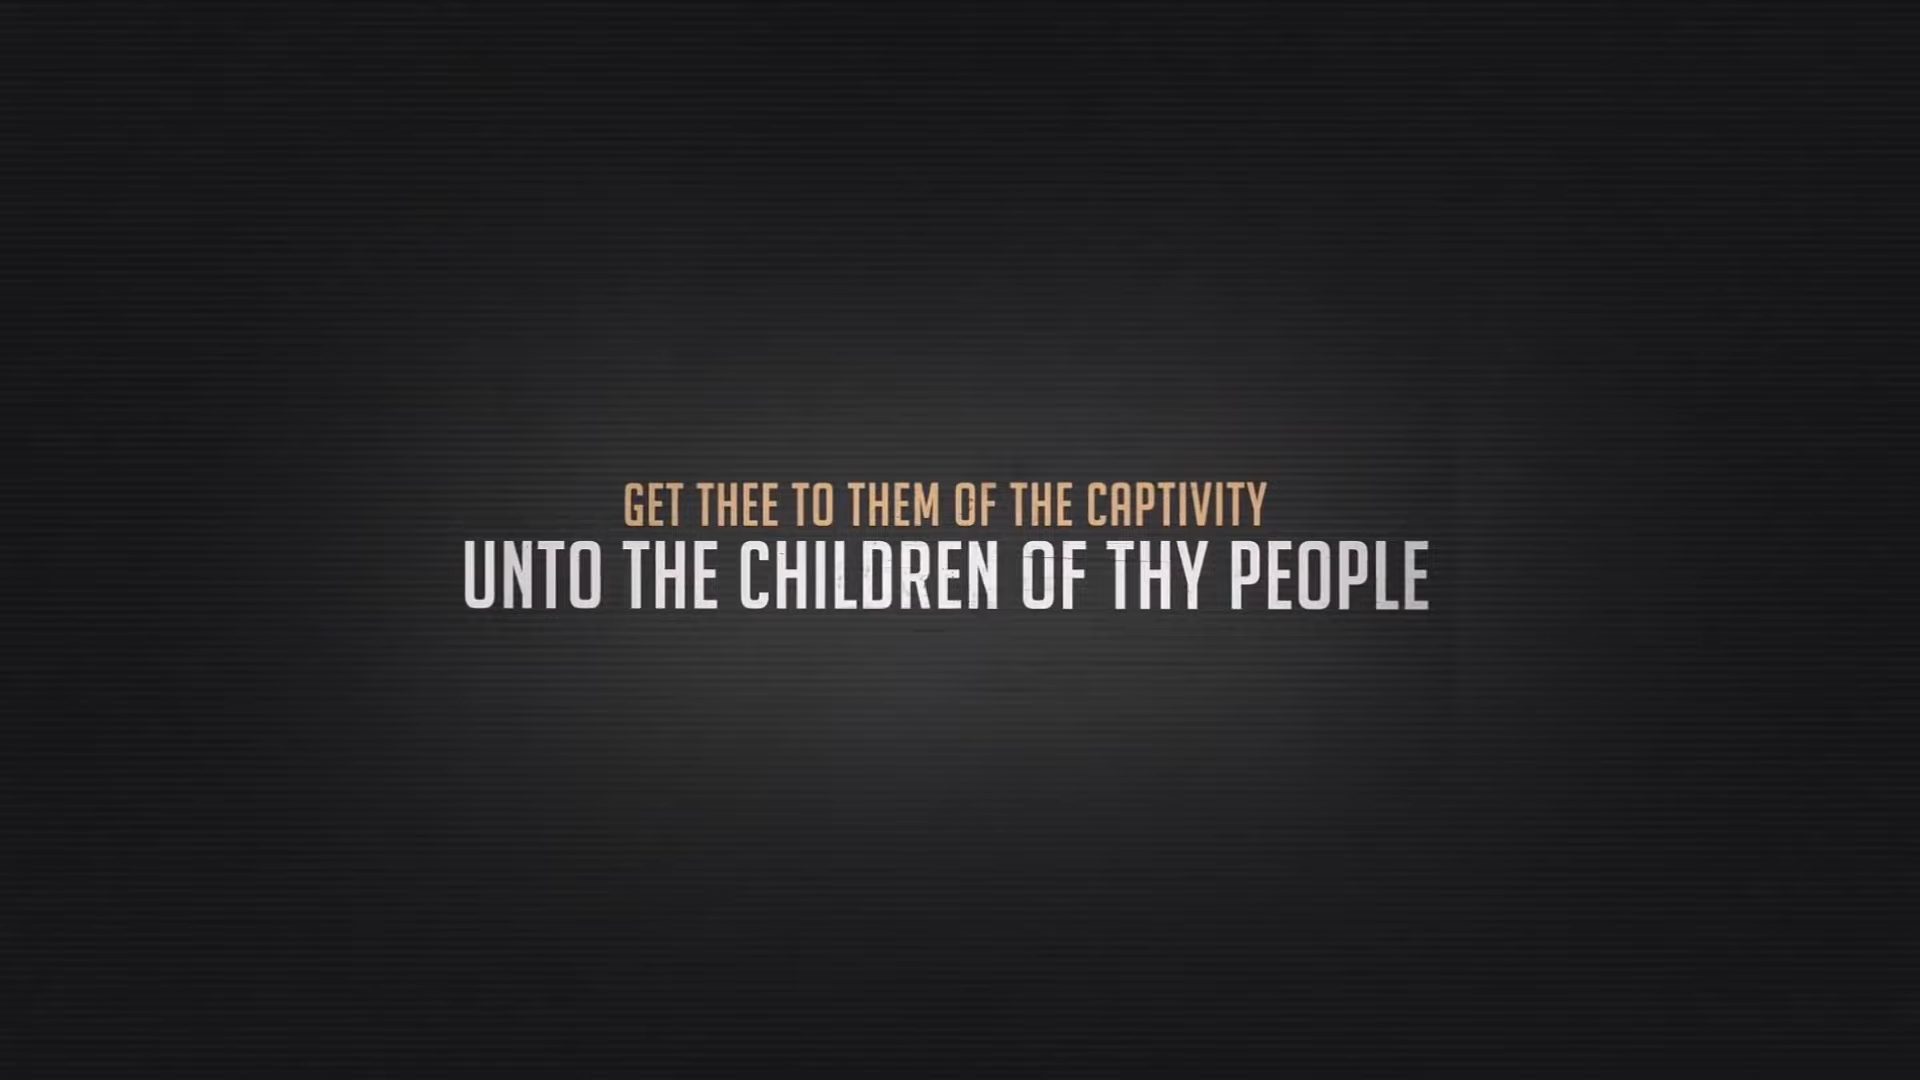 GET THEE TO THEM OF THE CAPTIVITY
UNTO THE CHILDREN OF THY PEOPLE